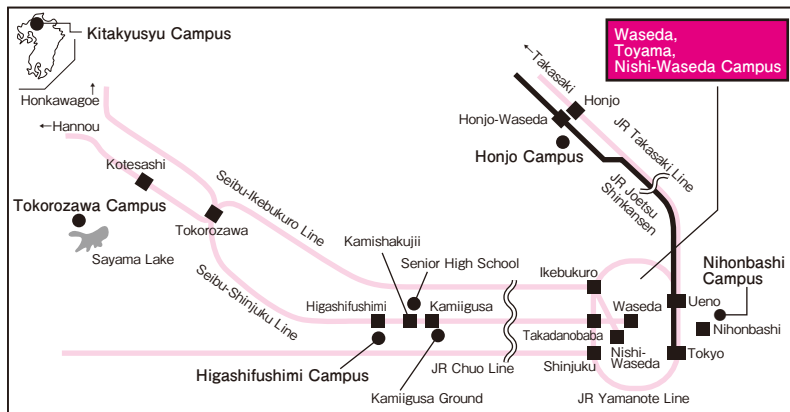 Kitakyusyu Campus
Waseda,
Toyama,
Nishi-Waseda Campus
←Takasaki
Honkawagoe
←Hannou
Honjo
Honjo-Waseda
JR Takasaki Line
Honjo Campus
JR Joetsu
Shinkansen
Kotesashi
Seibu-Ikebukuro Line
Tokorozawa Campus
Tokorozawa
Sayama Lake
Seibu-Shinjuku Line
Kamishakujii
Senior High School
Ikebukuro
Nihonbashi
Campus
Higashifushimi
Kamiigusa
Waseda
Ueno
Takadanobaba
Nihonbashi
Nishi-
Waseda
Shinjuku
Tokyo
JR Chuo Line
Higashifushimi Campus
Kamiigusa Ground
JR Yamanote Line